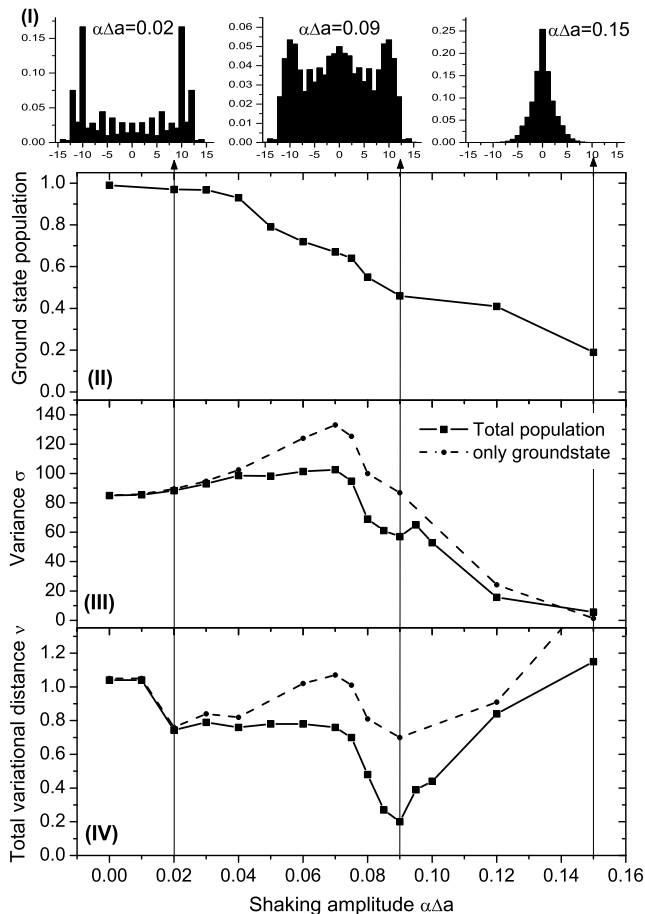 (I)
αΔa=0.02
αΔa=0.09
αΔa=0.15
0.15
0.10
0.05
0.00
-15 -10 -5 0 5 10 15
0.06
0.05
0.04
0.03
0.02
0.01
0.00
-15 -10 -5 0 5 10 15
0.25
0.20
0.15
0.10
0.05
0.00
-15 -10 -5 0 5 10 15
Ground state population
1.0
0.8
0.6
0.4
0.2
0.0
(II)
Variance σ
140
120
100
80
60
40
20
0
Total population
only groundstate
(III)
Total variational distance ν
1.2
1.0
0.8
0.6
0.4
0.2
0.0
(IV)
0.00 0.02 0.04 0.06 0.08 0.10 0.12 0.14 0.16
Shaking amplitude αΔa